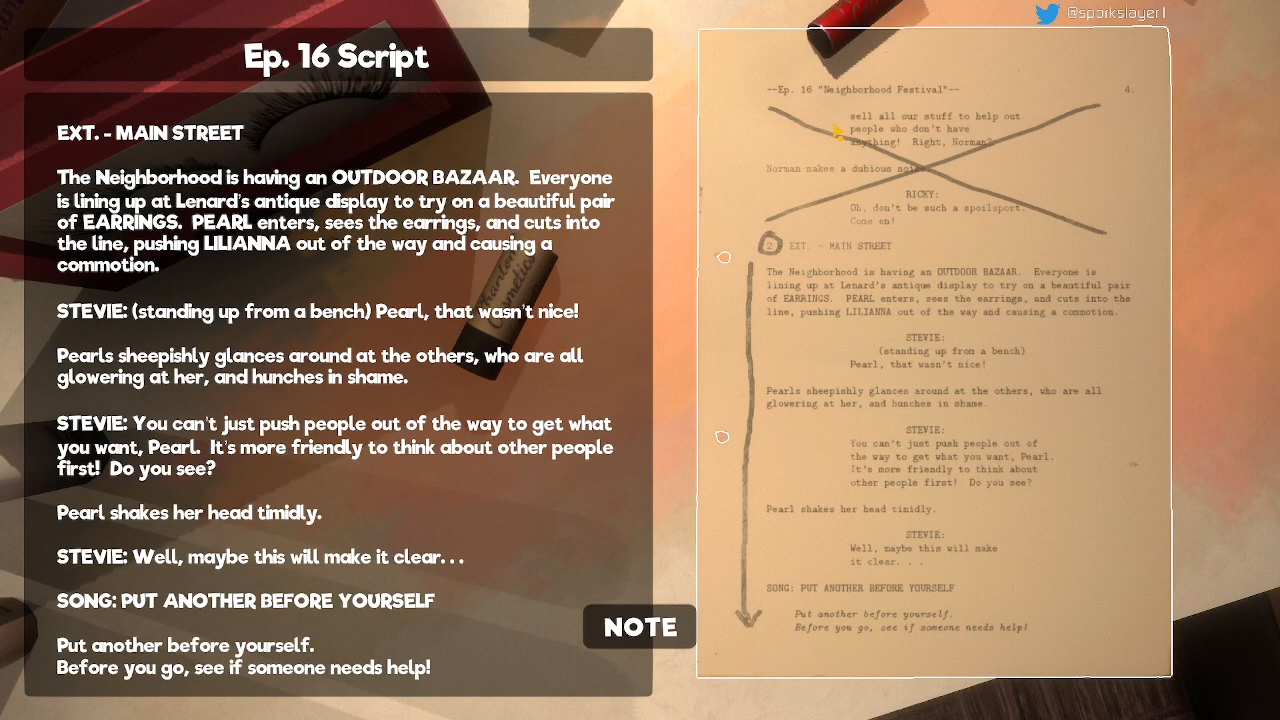 @sparkslayer1
Ep. 16 Script
EXT. - MAIN STREET
The Neighborhood is having an OUTDOOR BAZAAR.  Everyone
is lining up at Lenard's antique display to try on a beautiful pair
of EARRINGS.  PEARL enters, sees the earrings, and cuts into
the line, pushing LILIANNA out of the way and causing a
commotion.
STEVIE: (standing up from a bench) Pearl, that wasn't nice!
Pearls sheepishly glances around at the others, who are all
glowering at her, and hunches in shame.
STEVIE: You can't just push people out of the way to get what
you want, Pearl.  It's more friendly to think about other people
first!  Do you see?
Pearl shakes her head timidly.
STEVIE: Well, maybe this will make it clear...
SONG: PUT ANOTHER BEFORE YOURSELF
Put another before yourself.
Before you go, see if someone needs help!
NOTE
Phantom
Cosmetics
--Ep. 16 "Neighborhood Festival"-- 4.
sell all our stuff to help out
people who don't have
anything!  Right, Norman?
Norman makes a dubious noise.
RICKY:
Oh, don't be such a spoilsport.
Come on!
2 EXT. - MAIN STREET
The Neighborhood is having an OUTDOOR BAZAAR.  Everyone is
lining up at Lenard's antique display to try on a beautiful pair
of EARRINGS.  PEARL enters, sees the earrings, and cuts into the
line, pushing LILIANNA out of the way and causing a commotion.
STEVIE:
(standing up from a bench)
Pearl, that wasn't nice!
Pearls sheepishly glances around at the others, who are all
glowering at her, and hunches in shame.
STEVIE:
You can't just push people out of
the way to get what you want, Pearl.
It's more friendly to think about
other people first!  Do you see?
Pearl shakes her head timidly.
STEVIE:
Well, maybe this will make
it clear. . .
SONG: PUT ANOTHER BEFORE YOURSELF
Put another before yourself.
Before you go, see if someone needs help!